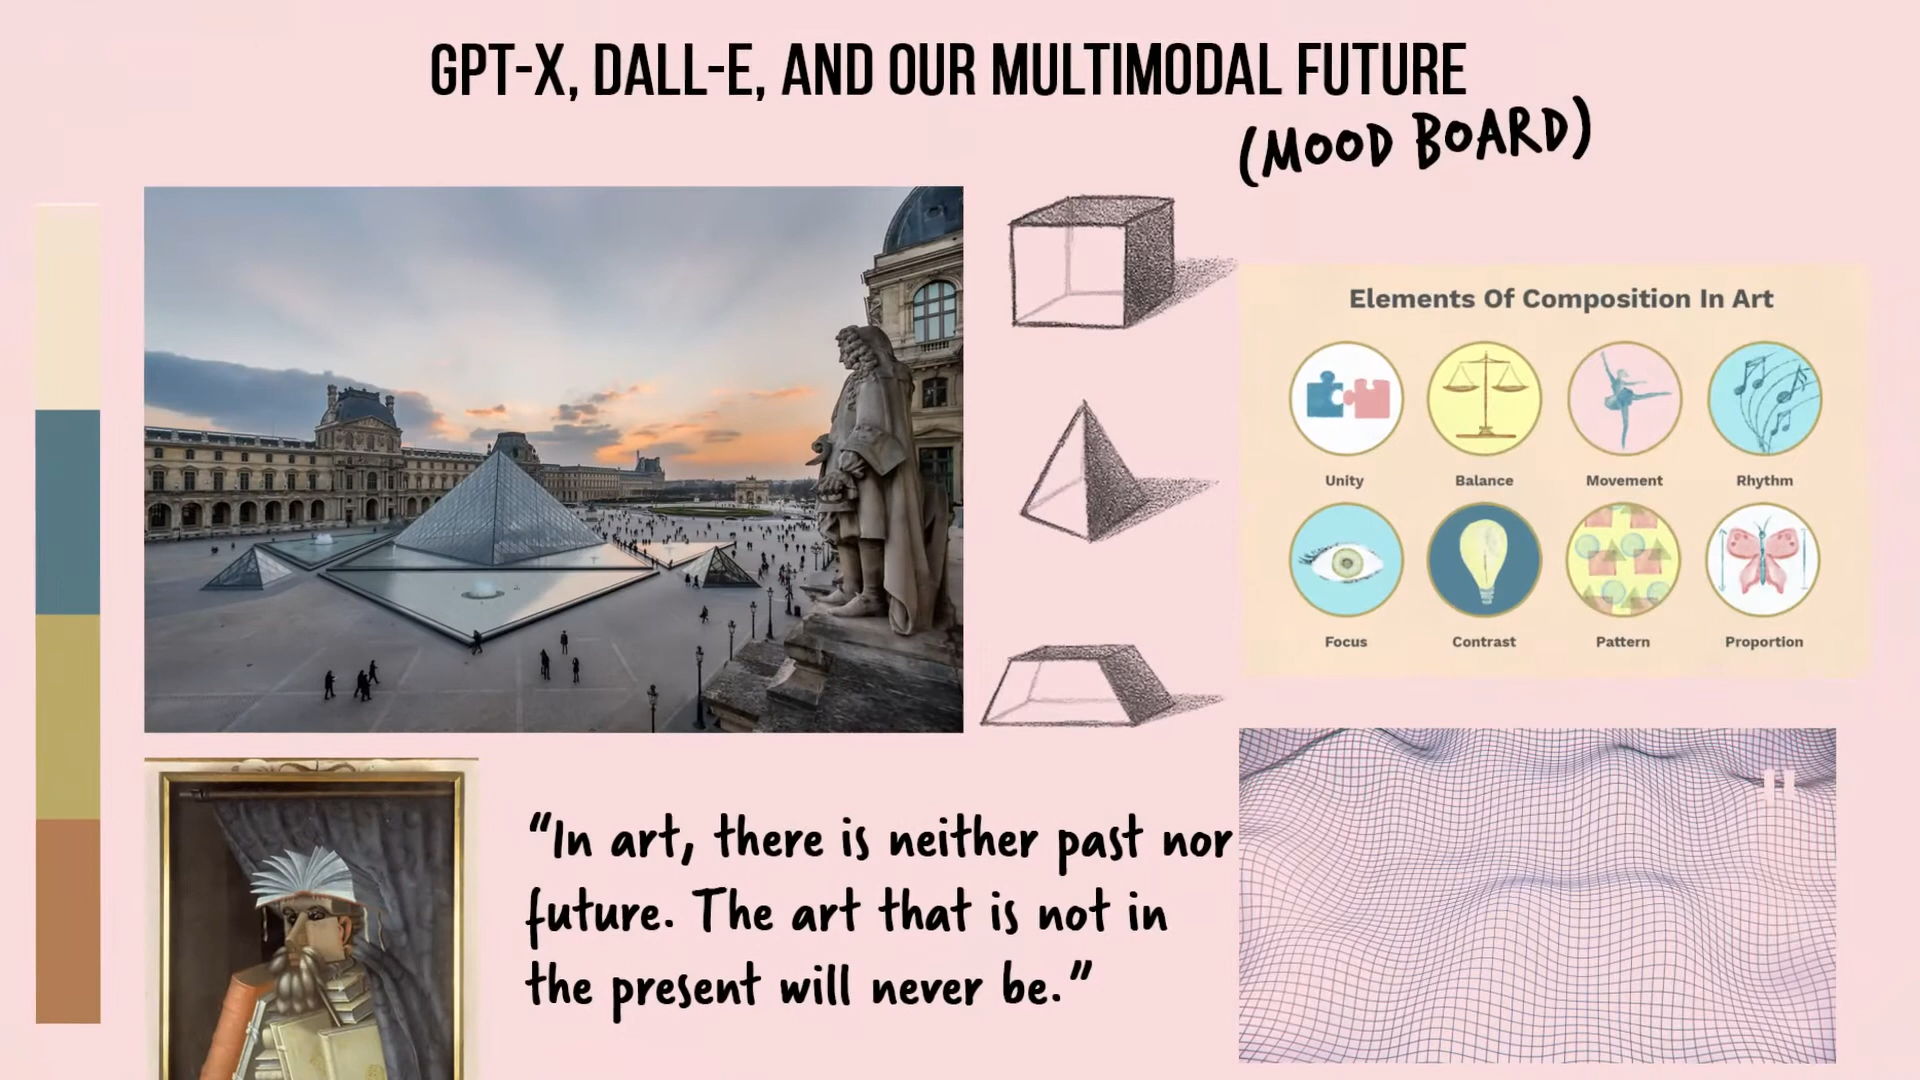 GPT-X, DALL-E, AND OUR MULTIMODAL FUTURE
(MOOD BOARD)
Elements Of Composition In Art
Unity
Balance
Movement
Rhythm
Focus
Contrast
Pattern
Proportion
“In art, there is neither past nor
future. The art that is not in
the present will never be.”